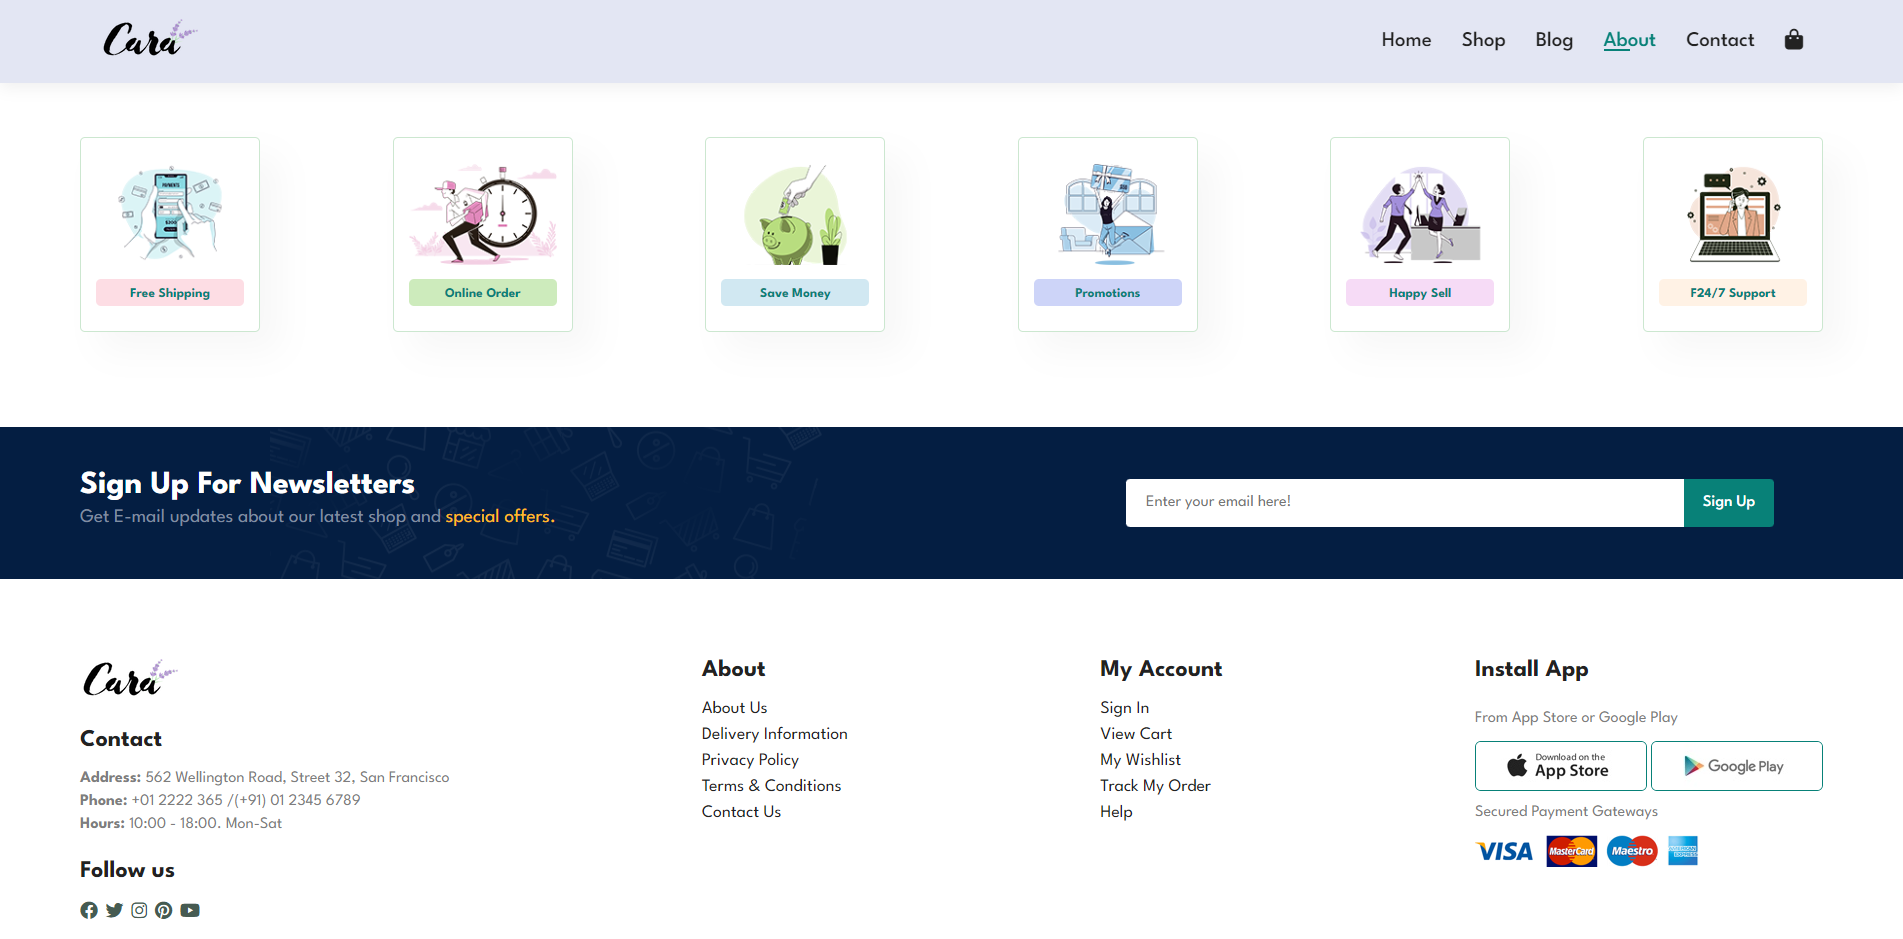 Cara
Home Shop Blog About Contact
PAYMENTS
Free Shipping
Online Order
Save Money
Promotions
Happy Sell
F24/7 Support
Sign Up For Newsletters
Get E-mail updates about our latest shop and special offers.
Enter your email here!
Sign Up
Cara
Contact
Address: 562 Wellington Road, Street 32, San Francisco
Phone: +01 2222 365 /(+91) 01 2345 6789
Hours: 10:00 - 18:00. Mon-Sat
Follow us
About
About Us
Delivery Information
Privacy Policy
Terms & Conditions
Contact Us
My Account
Sign In
View Cart
My Wishlist
Track My Order
Help
Install App
From App Store or Google Play
Download on the
App Store
Google Play
Secured Payment Gateways
VISA MasterCard Maestro AMERICAN EXPRESS